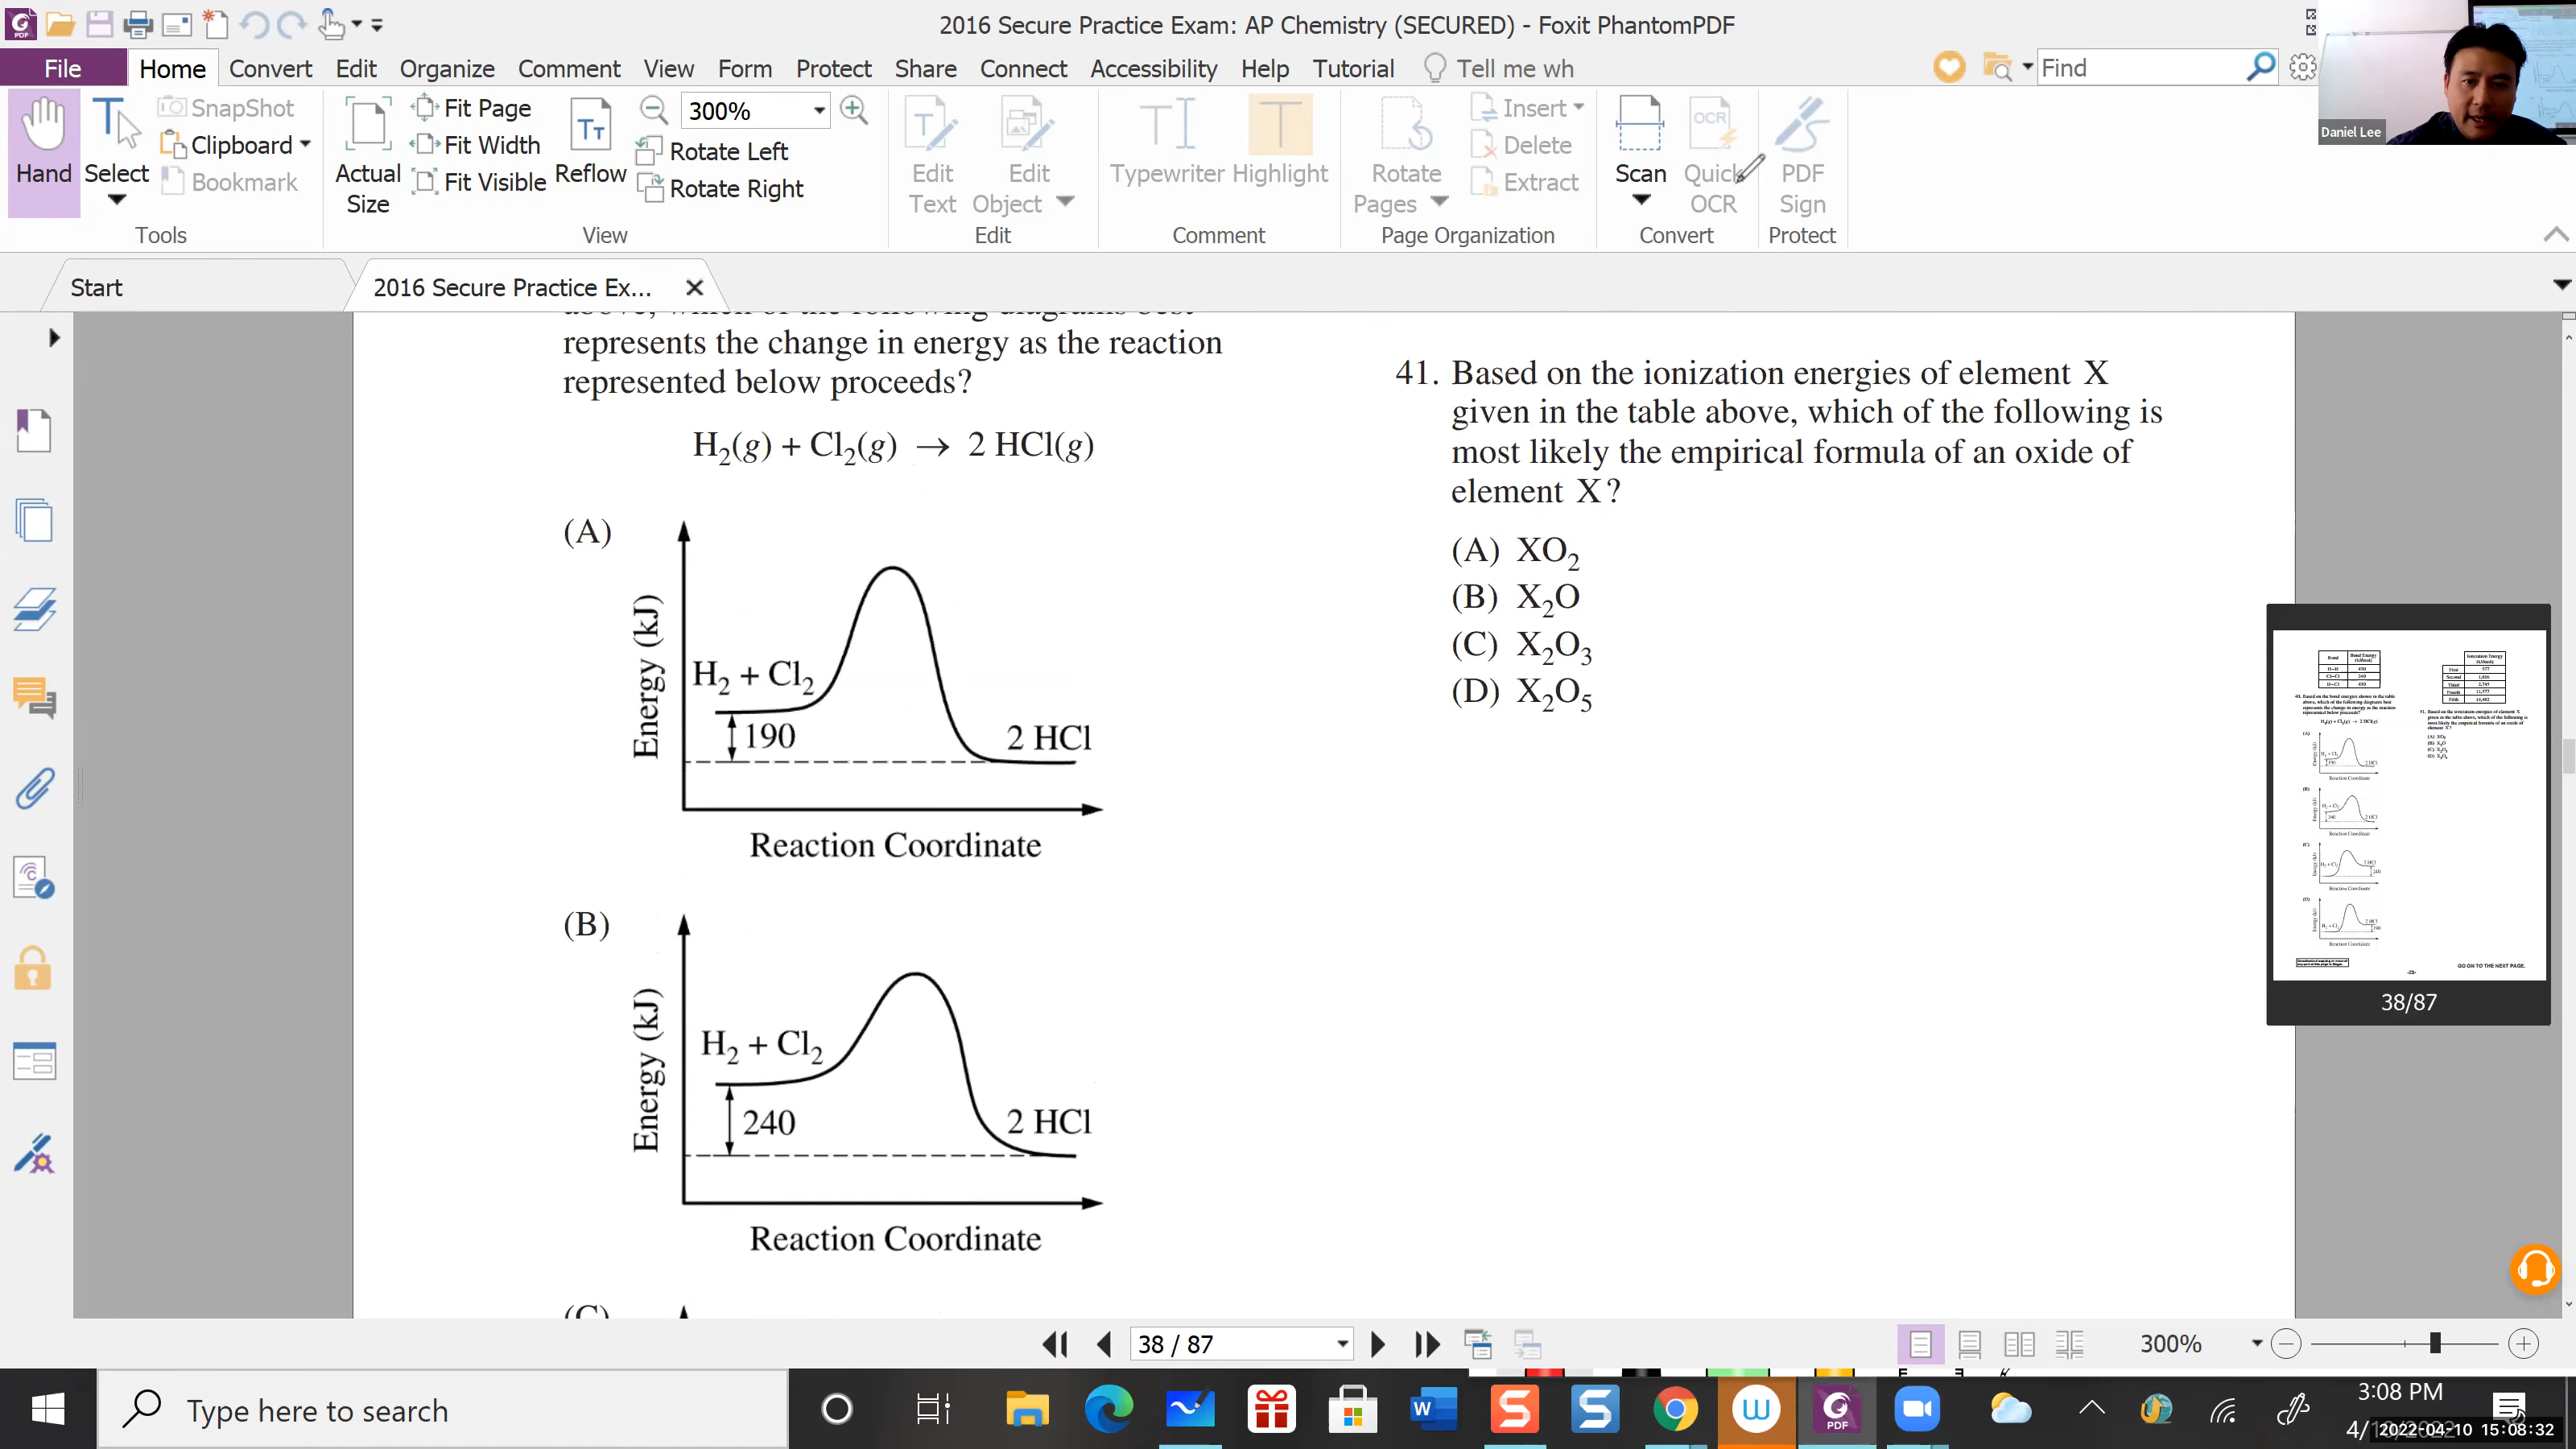 2016 Secure Practice Exam: AP Chemistry (SECURED) - Foxit PhantomPDF
File Home Convert Edit Organize Comment View Form Protect Share Connect Accessibility Help Tutorial Tell me wh Find
Daniel Lee
Hand Select SnapShot Clipboard Bookmark
Tools
Actual Size Fit Page Fit Width Fit Visible Reflow 300% Rotate Left Rotate Right
View
Edit Text Edit Object
Edit
Typewriter Highlight
Comment
Rotate Pages Insert Delete Extract
Page Organization
Scan Quick OCR
Convert
PDF Sign
Protect
Start 2016 Secure Practice Ex...
above, which of the following diagrams best
represents the change in energy as the reaction
represented below proceeds?
H₂(g) + Cl₂(g) → 2 HCl(g)
(A)
Energy (kJ)
H₂ + Cl₂
190
2 HCl
Reaction Coordinate
(B)
Energy (kJ)
H₂ + Cl₂
240
2 HCl
Reaction Coordinate
(C)
41. Based on the ionization energies of element X
given in the table above, which of the following is
most likely the empirical formula of an oxide of
element X?
(A) XO₂
(B) X₂O
(C) X₂O₃
(D) X₂O₅
38/87
38 / 87
300%
Type here to search
3:08 PM
2022-04-10 15:08:32